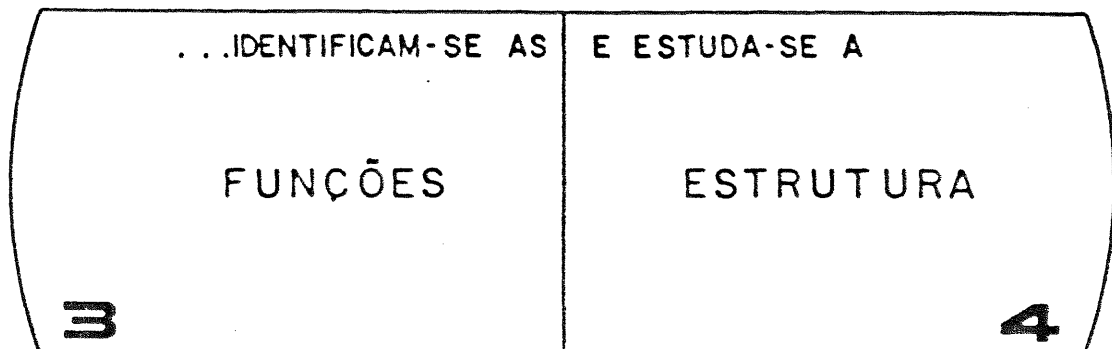 ...IDENTIFICAM-SE AS
FUNÇÕES
3
E ESTUDA-SE A
ESTRUTURA
4